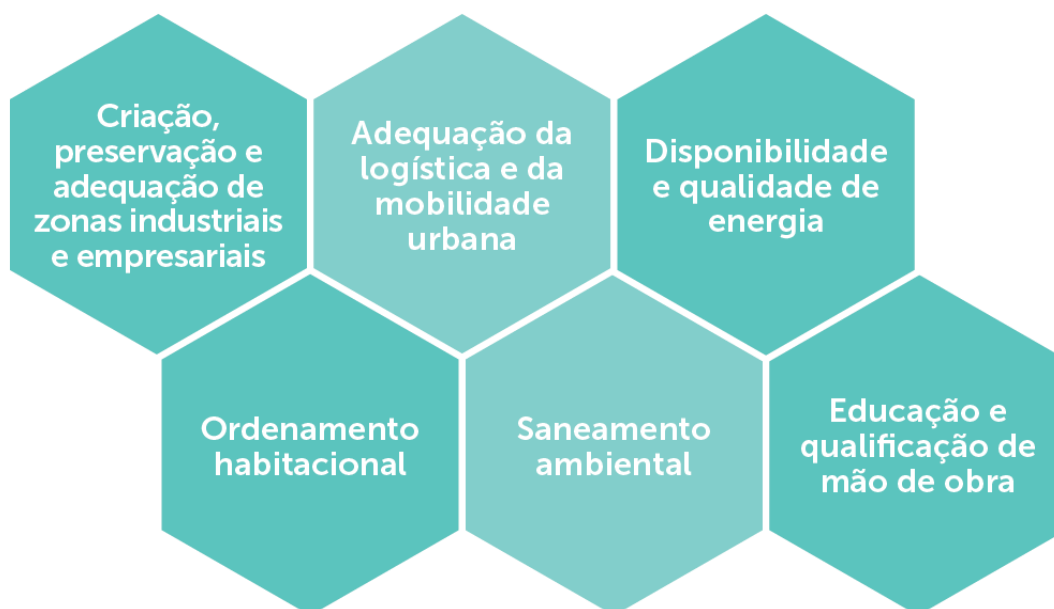 Criação,
preservação e
adequação de
zonas industriais
e empresariais
Adequação da
logística e da
mobilidade
urbana
Disponibilidade
e qualidade de
energia
Ordenamento
habitacional
Saneamento
ambiental
Educação e
qualificação de
mão de obra